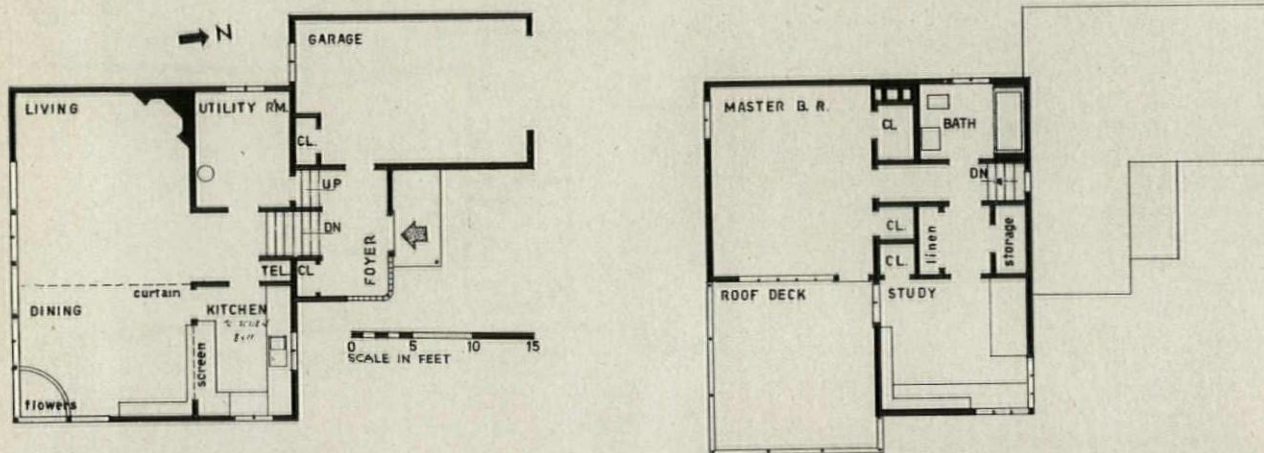 N
GARAGE
LIVING
UTILITY RM.
CL.
UP
DN
FOYER
TEL.
CL
curtain
DINING
KITCHEN
screen
flowers
0 5 10 15
SCALE IN FEET
MASTER B. R.
CL
BATH
DN
CL.
linen
storage
CL.
ROOF DECK
STUDY